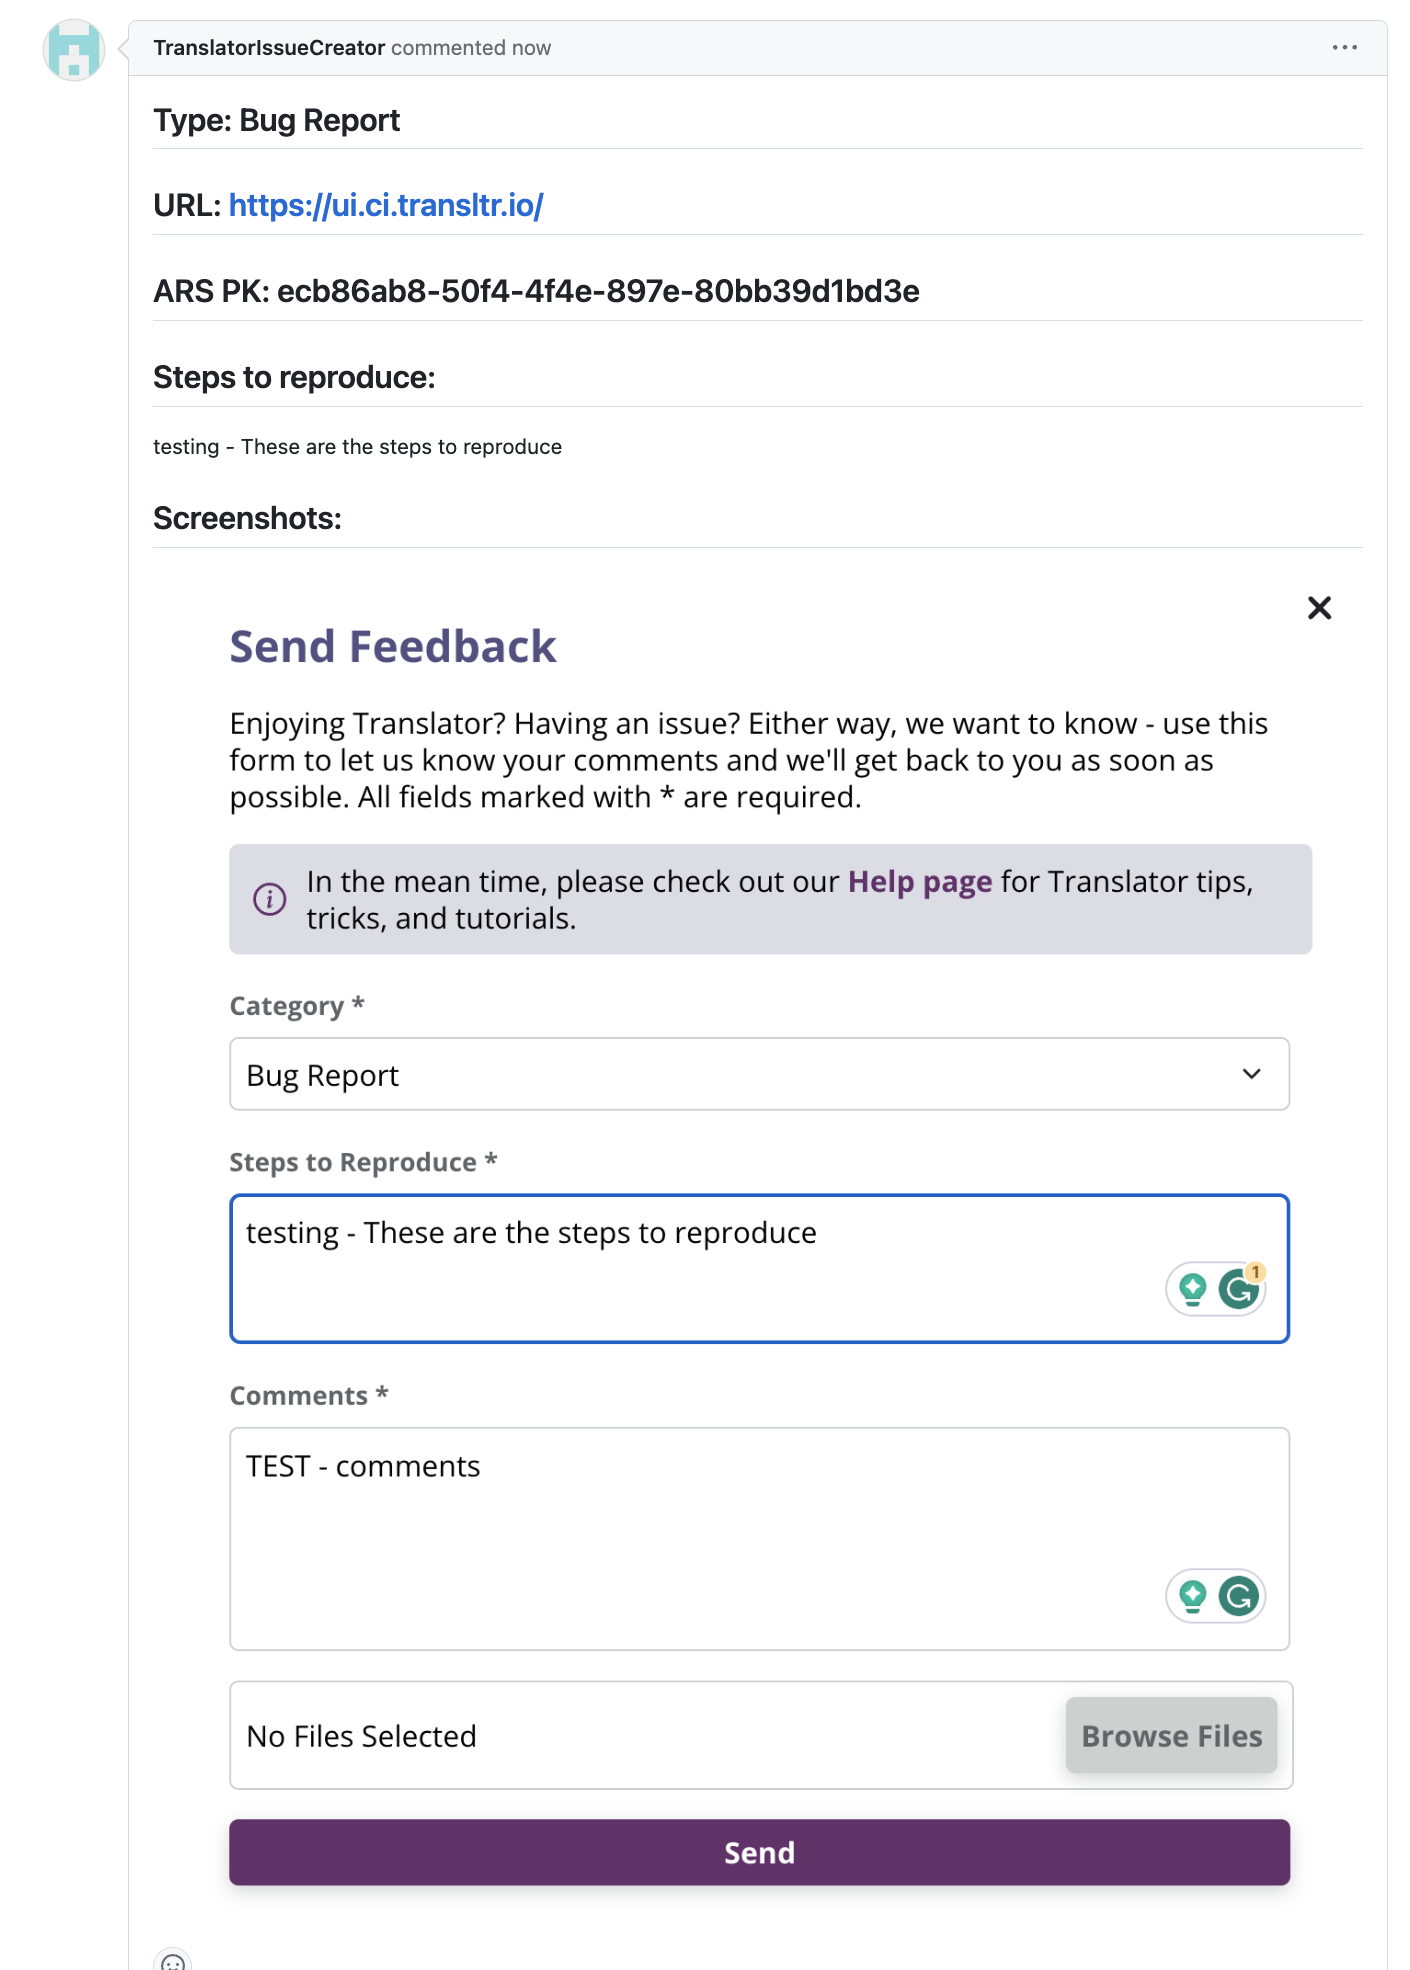 TranslatorIssueCreator commented now
Type: Bug Report
URL: https://ui.ci.transltr.io/
ARS PK: ecb86ab8-50f4-4f4e-897e-80bb39d1bd3e
Steps to reproduce:
testing - These are the steps to reproduce
Screenshots:
Send Feedback
Enjoying Translator? Having an issue? Either way, we want to know - use this
form to let us know your comments and we'll get back to you as soon as
possible. All fields marked with * are required.
In the mean time, please check out our Help page for Translator tips,
tricks, and tutorials.
Category *
Bug Report
Steps to Reproduce *
testing - These are the steps to reproduce
1
Comments *
TEST - comments
No Files Selected
Browse Files
Send